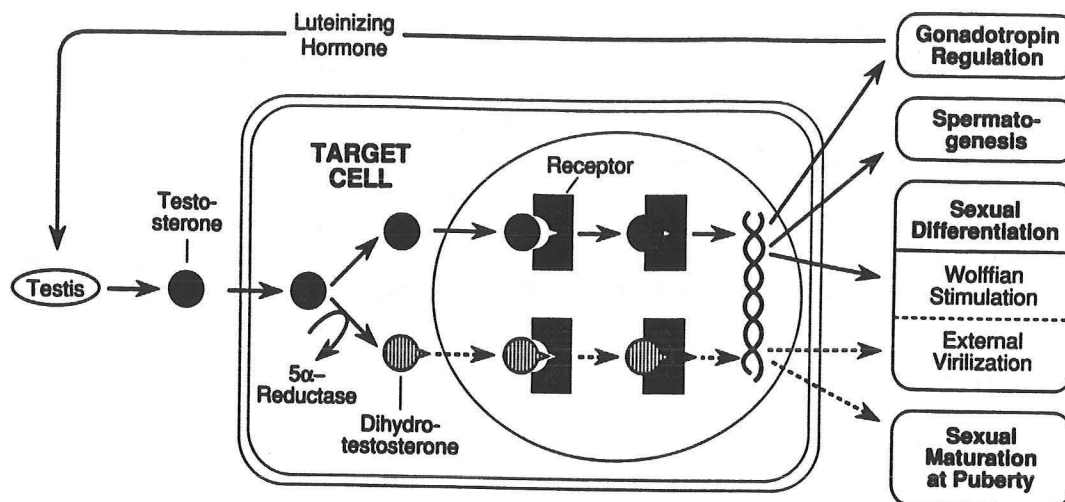 Luteinizing
Hormone
Gonadotropin
Regulation
Spermato-
genesis
TARGET
CELL
Receptor
Testo-
sterone
Sexual
Differentiation
Testis
Wolffian
Stimulation
External
Virilization
5α–
Reductase
Dihydro-
testosterone
Sexual
Maturation
at Puberty